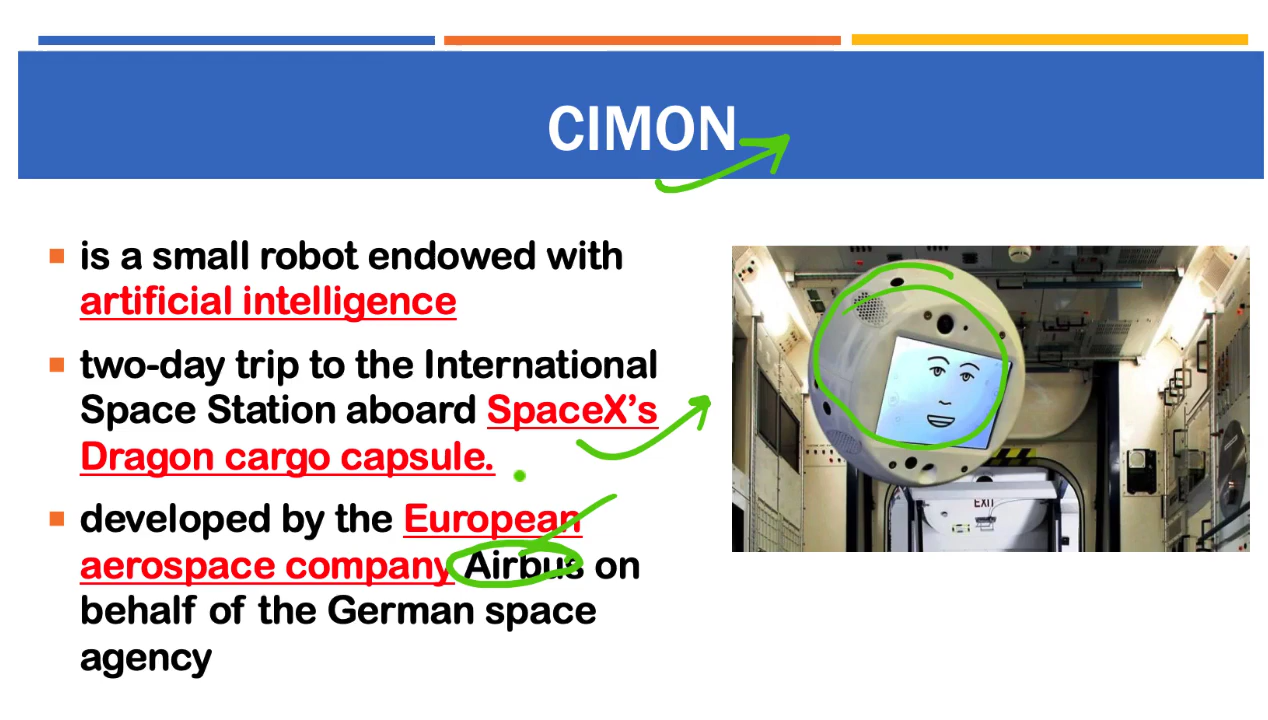 CIMON
is a small robot endowed with
artificial intelligence
two-day trip to the International
Space Station aboard SpaceX’s
Dragon cargo capsule.
developed by the European
aerospace company Airbus on
behalf of the German space
agency
EXIT